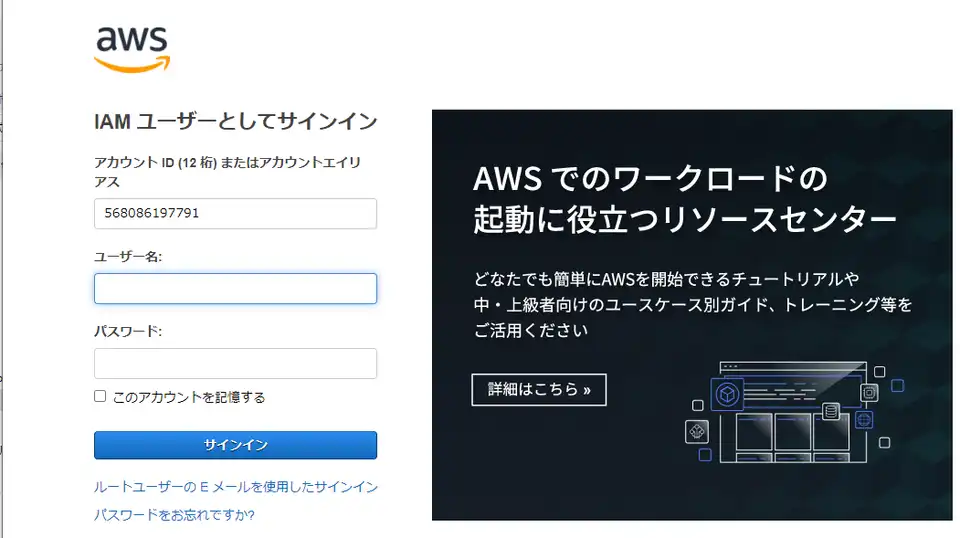 aws
IAM ユーザーとしてサインイン
アカウント ID (12 桁) またはアカウントエイリ
アス
568086197791
ユーザー名:
パスワード:
このアカウントを記憶する
サインイン
ルートユーザーの E メールを使用したサインイン
パスワードをお忘れですか?
AWS でのワークロードの
起動に役立つリソースセンター
どなたでも簡単にAWSを開始できるチュートリアルや
中・上級者向けのユースケース別ガイド、トレーニング等を
ご活用ください
詳細はこちら »